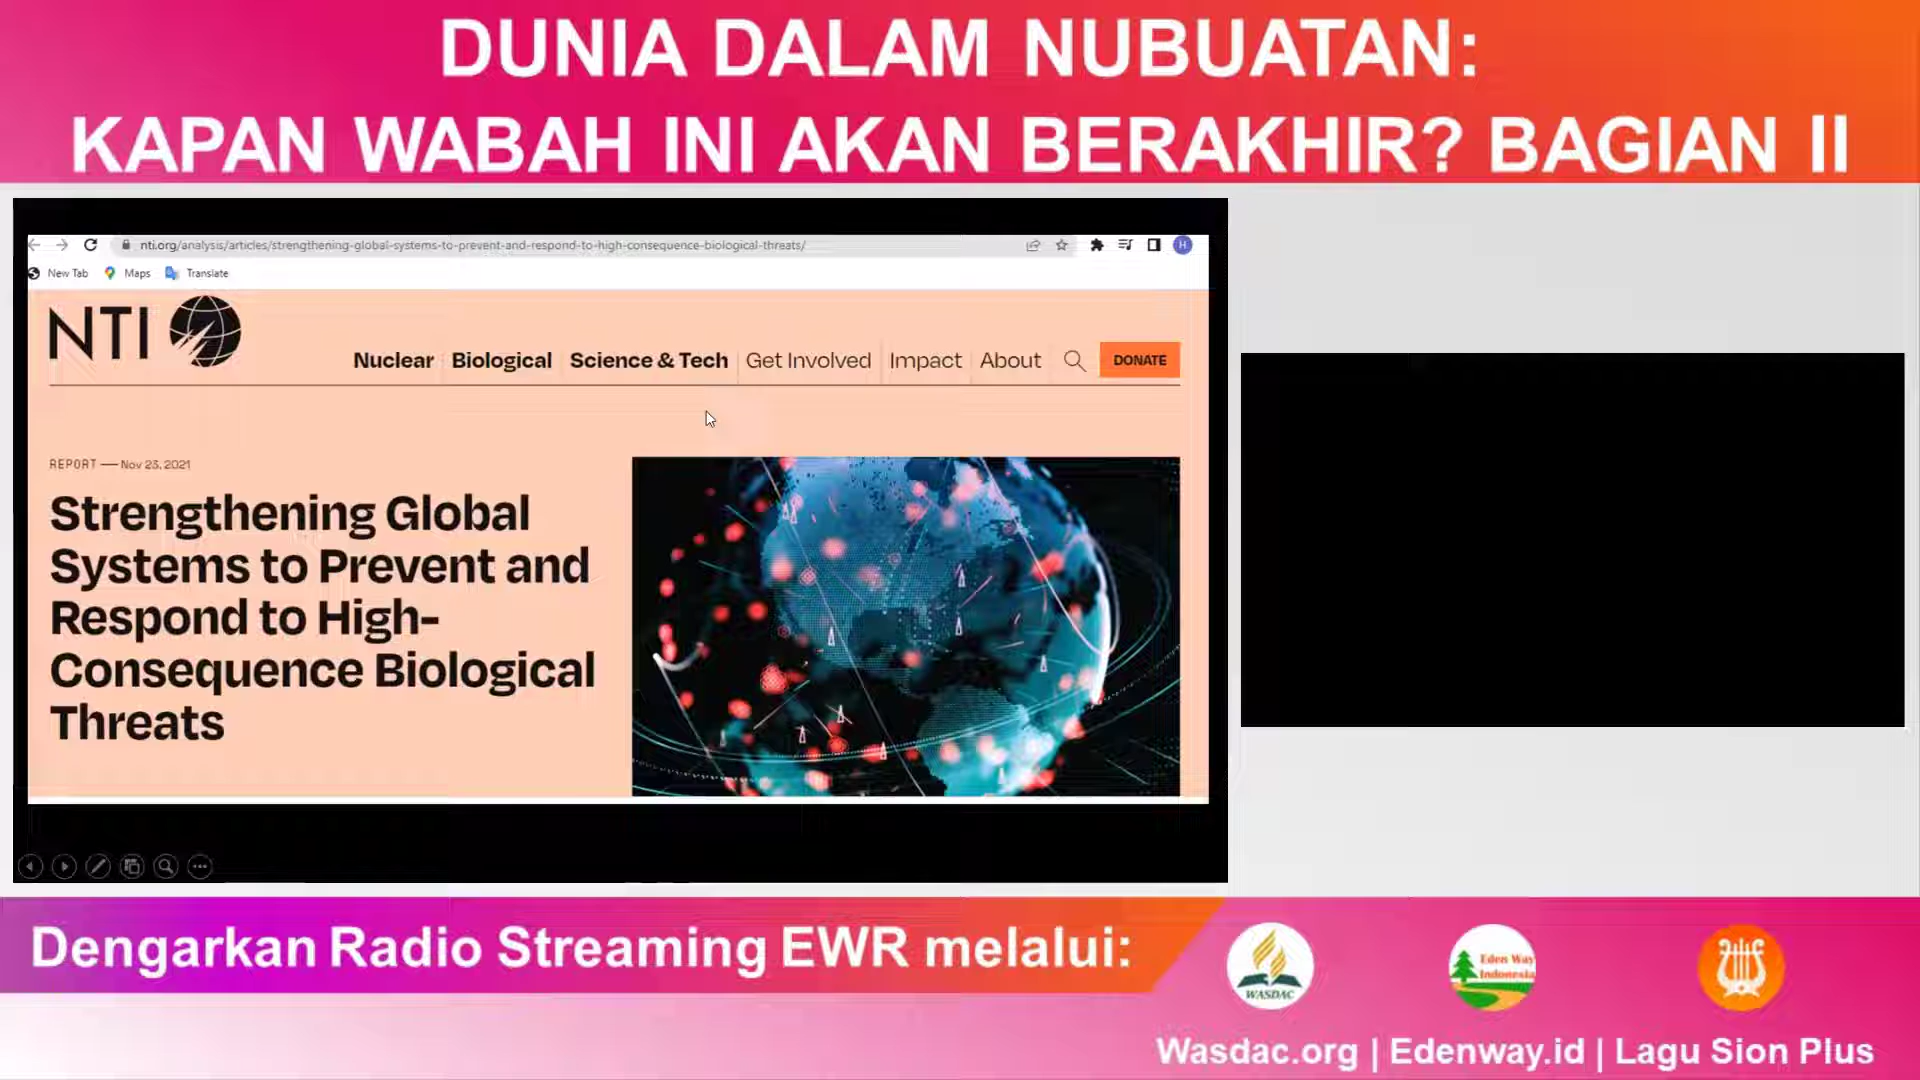 DUNIA DALAM NUBUATAN:
KAPAN WABAH INI AKAN BERAKHIR? BAGIAN II
nti.org/analysis/articles/strengthening-global-systems-to-prevent-and-respond-to-high-consequence-biological-threats/
H
New Tab Maps Translate
NTI
Nuclear Biological Science & Tech Get Involved Impact About DONATE
REPORT — Nov 23, 2021
Strengthening Global
Systems to Prevent and
Respond to High-
Consequence Biological
Threats
Dengarkan Radio Streaming EWR melalui:
WASDAC
Eden Way
Indonesia
Wasdac.org | Edenway.id | Lagu Sion Plus